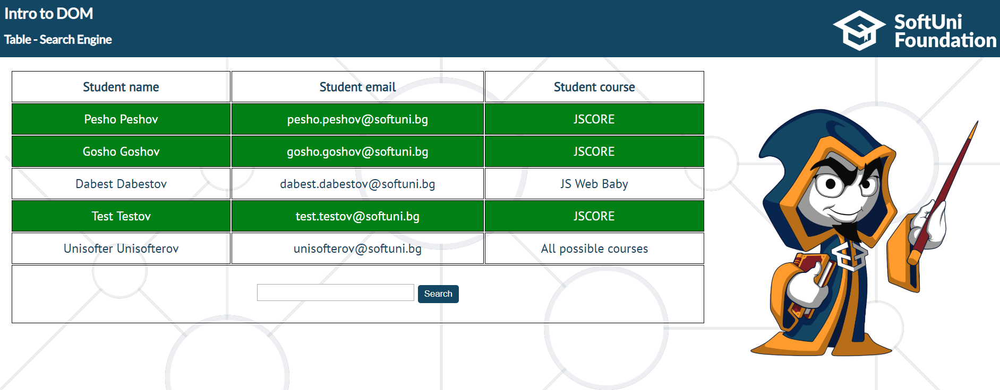 Intro to DOM
Table - Search Engine
SoftUni
Foundation
Student name Student email Student course
Pesho Peshov pesho.peshov@softuni.bg JSCORE
Gosho Goshov gosho.goshov@softuni.bg JSCORE
Dabest Dabestov dabest.dabestov@softuni.bg JS Web Baby
Test Testov test.testov@softuni.bg JSCORE
Unisofter Unisofterov unisofterov@softuni.bg All possible courses
Search